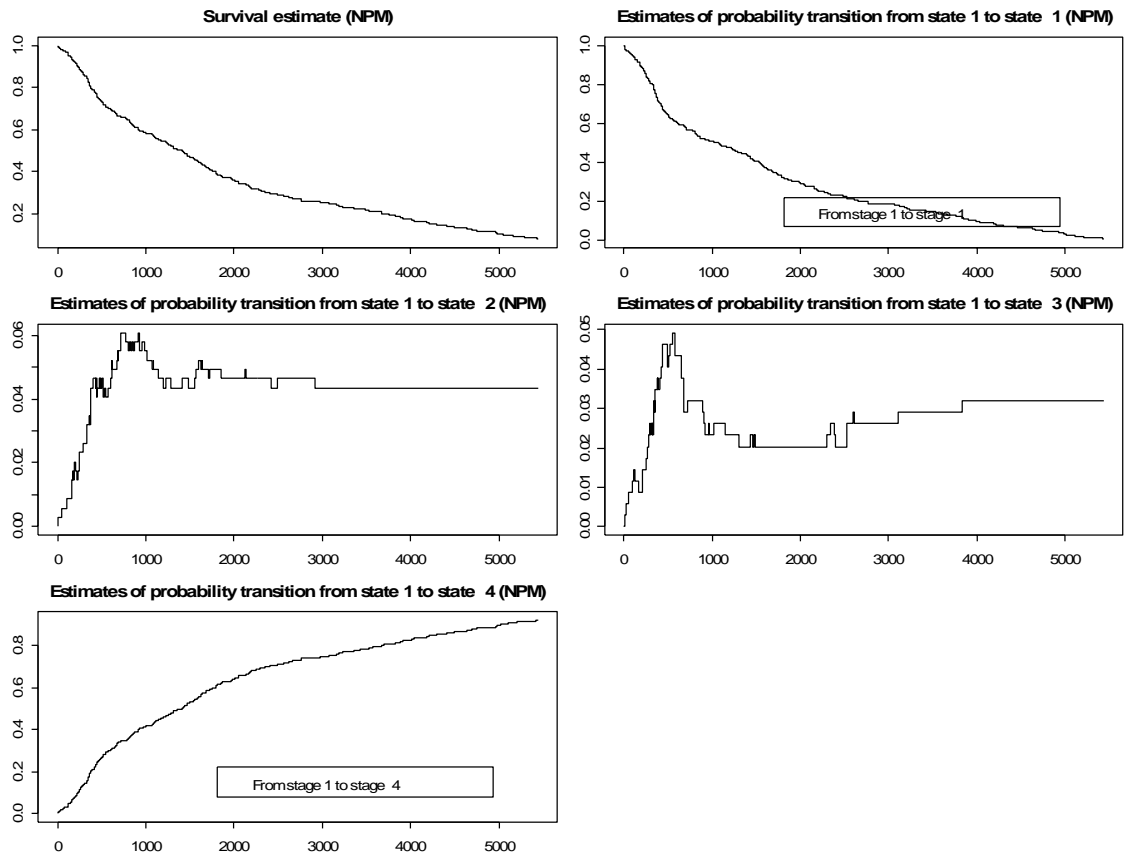 Survival estimate (NPM)
1.0
0.8
0.6
0.4
0.2
0 1000 2000 3000 4000 5000
Estimates of probability transition from state 1 to state 1 (NPM)
1.0
0.8
0.6
0.4
0.2
0.0
From stage 1 to stage 1
0 1000 2000 3000 4000 5000
Estimates of probability transition from state 1 to state 2 (NPM)
0.06
0.04
0.02
0.00
0 1000 2000 3000 4000 5000
Estimates of probability transition from state 1 to state 3 (NPM)
0.05
0.04
0.03
0.02
0.01
0.00
0 1000 2000 3000 4000 5000
Estimates of probability transition from state 1 to state 4 (NPM)
0.8
0.6
0.4
0.2
0.0
From stage 1 to stage 4
0 1000 2000 3000 4000 5000